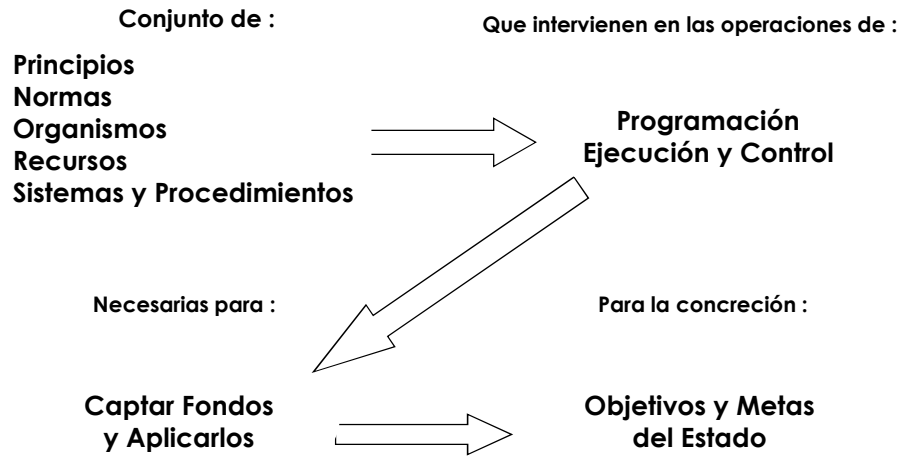 Conjunto de :
Principios
Normas
Organismos
Recursos
Sistemas y Procedimientos
Que intervienen en las operaciones de :
Programación
Ejecución y Control
Necesarias para :
Captar Fondos
y Aplicarlos
Para la concreción :
Objetivos y Metas
del Estado